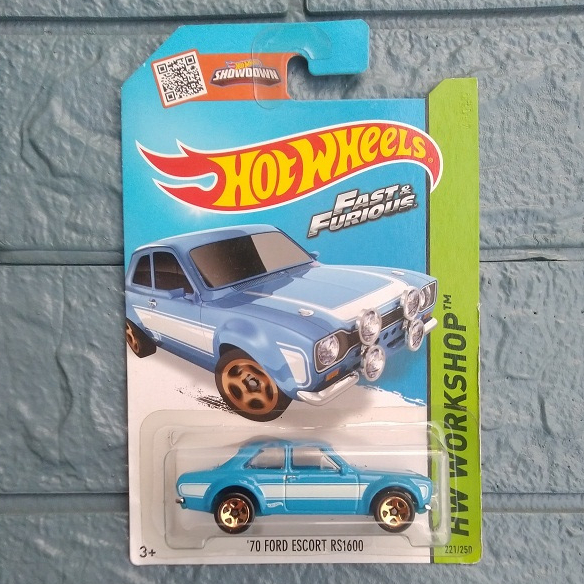 SHOWDOWN
HOT WHEELS
FAST &
FURIOUS
HW WORKSHOP™
'70 FORD ESCORT RS1600
3+
221/250